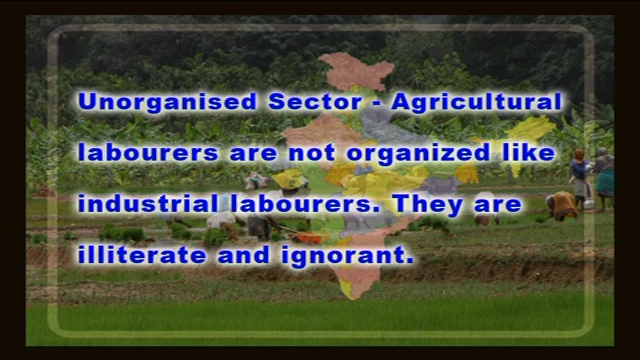 Unorganised Sector - Agricultural
labourers are not organized like
industrial labourers. They are
illiterate and ignorant.